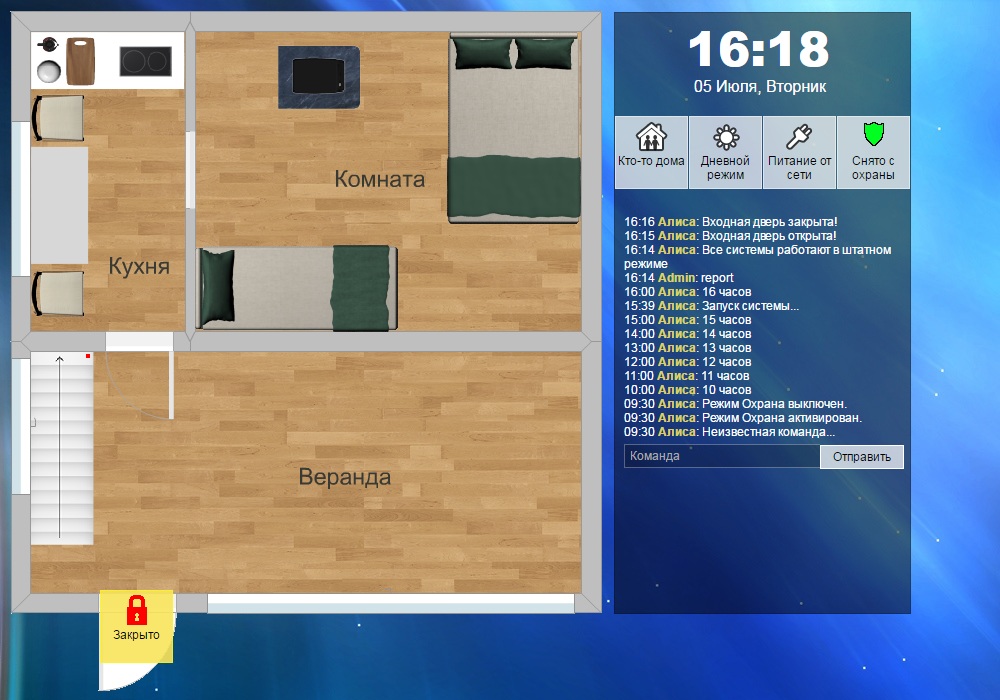 Комната
Кухня
Веранда
Закрыто
16:18
05 Июля, Вторник
Кто-то дома
Дневной
режим
Питание от
сети
Снято с
охраны
16:16 Алиса: Входная дверь закрыта!
16:15 Алиса: Входная дверь открыта!
16:14 Алиса: Все системы работают в штатном
режиме
16:14 Admin: report
16:00 Алиса: 16 часов
15:39 Алиса: Запуск системы...
15:00 Алиса: 15 часов
14:00 Алиса: 14 часов
13:00 Алиса: 13 часов
12:00 Алиса: 12 часов
11:00 Алиса: 11 часов
10:00 Алиса: 10 часов
09:30 Алиса: Режим Охрана выключен.
09:30 Алиса: Режим Охрана активирован.
09:30 Алиса: Неизвестная команда...
Команда
Отправить